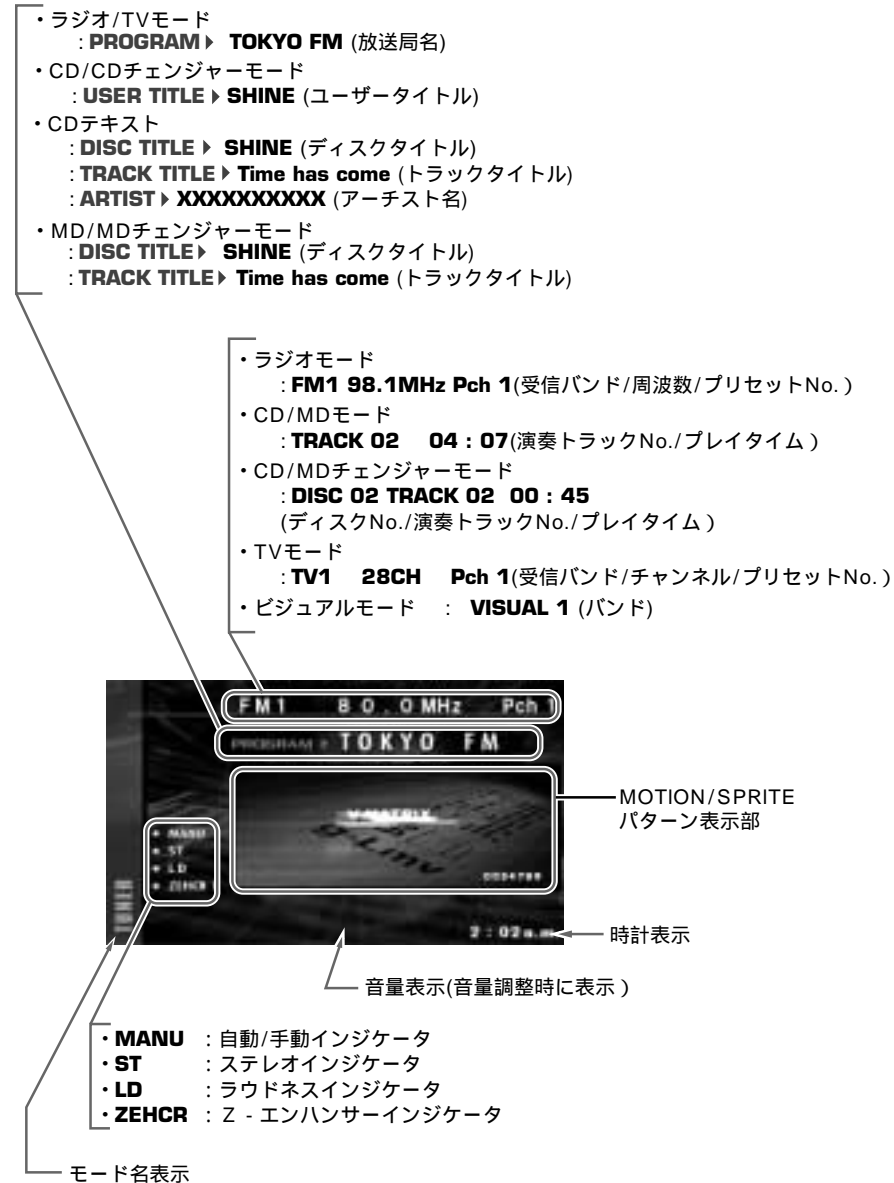 ・ラジオ/TVモード
: PROGRAM▶ TOKYO FM (放送局名)
・CD/CDチェンジャーモード
: USER TITLE▶SHINE (ユーザータイトル)
・CDテキスト
: DISC TITLE▶ SHINE (ディスクタイトル)
: TRACK TITLE▶Time has come (トラックタイトル)
: ARTIST▶XXXXXXXXXX (アーチスト名)
・MD/MDチェンジャーモード
: DISC TITLE▶ SHINE (ディスクタイトル)
: TRACK TITLE▶ Time has come (トラックタイトル)
・ラジオモード
: FM1 98.1MHz Pch 1(受信バンド/周波数/プリセットNo.)
・CD/MDモード
: TRACK 02 04 : 07(演奏トラックNo./プレイタイム)
・CD/MDチェンジャーモード
: DISC 02 TRACK 02 00 : 45
(ディスクNo./演奏トラックNo./プレイタイム)
・TVモード
: TV1 28CH Pch 1(受信バンド/チャンネル/プリセットNo.)
・ビジュアルモード : VISUAL 1 (バンド)
FM1 80.0MHz Pch 1
PROGRAM TOKYO FM
MOTION/SPRITE
パターン表示部
V-MATRIX
MANU
ST
LD
ZEHCR
2:02a.m
時計表示
音量表示(音量調整時に表示)
・MANU : 自動/手動インジケータ
・ST : ステレオインジケータ
・LD : ラウドネスインジケータ
・ZEHCR : Z - エンハンサーインジケータ
モード名表示